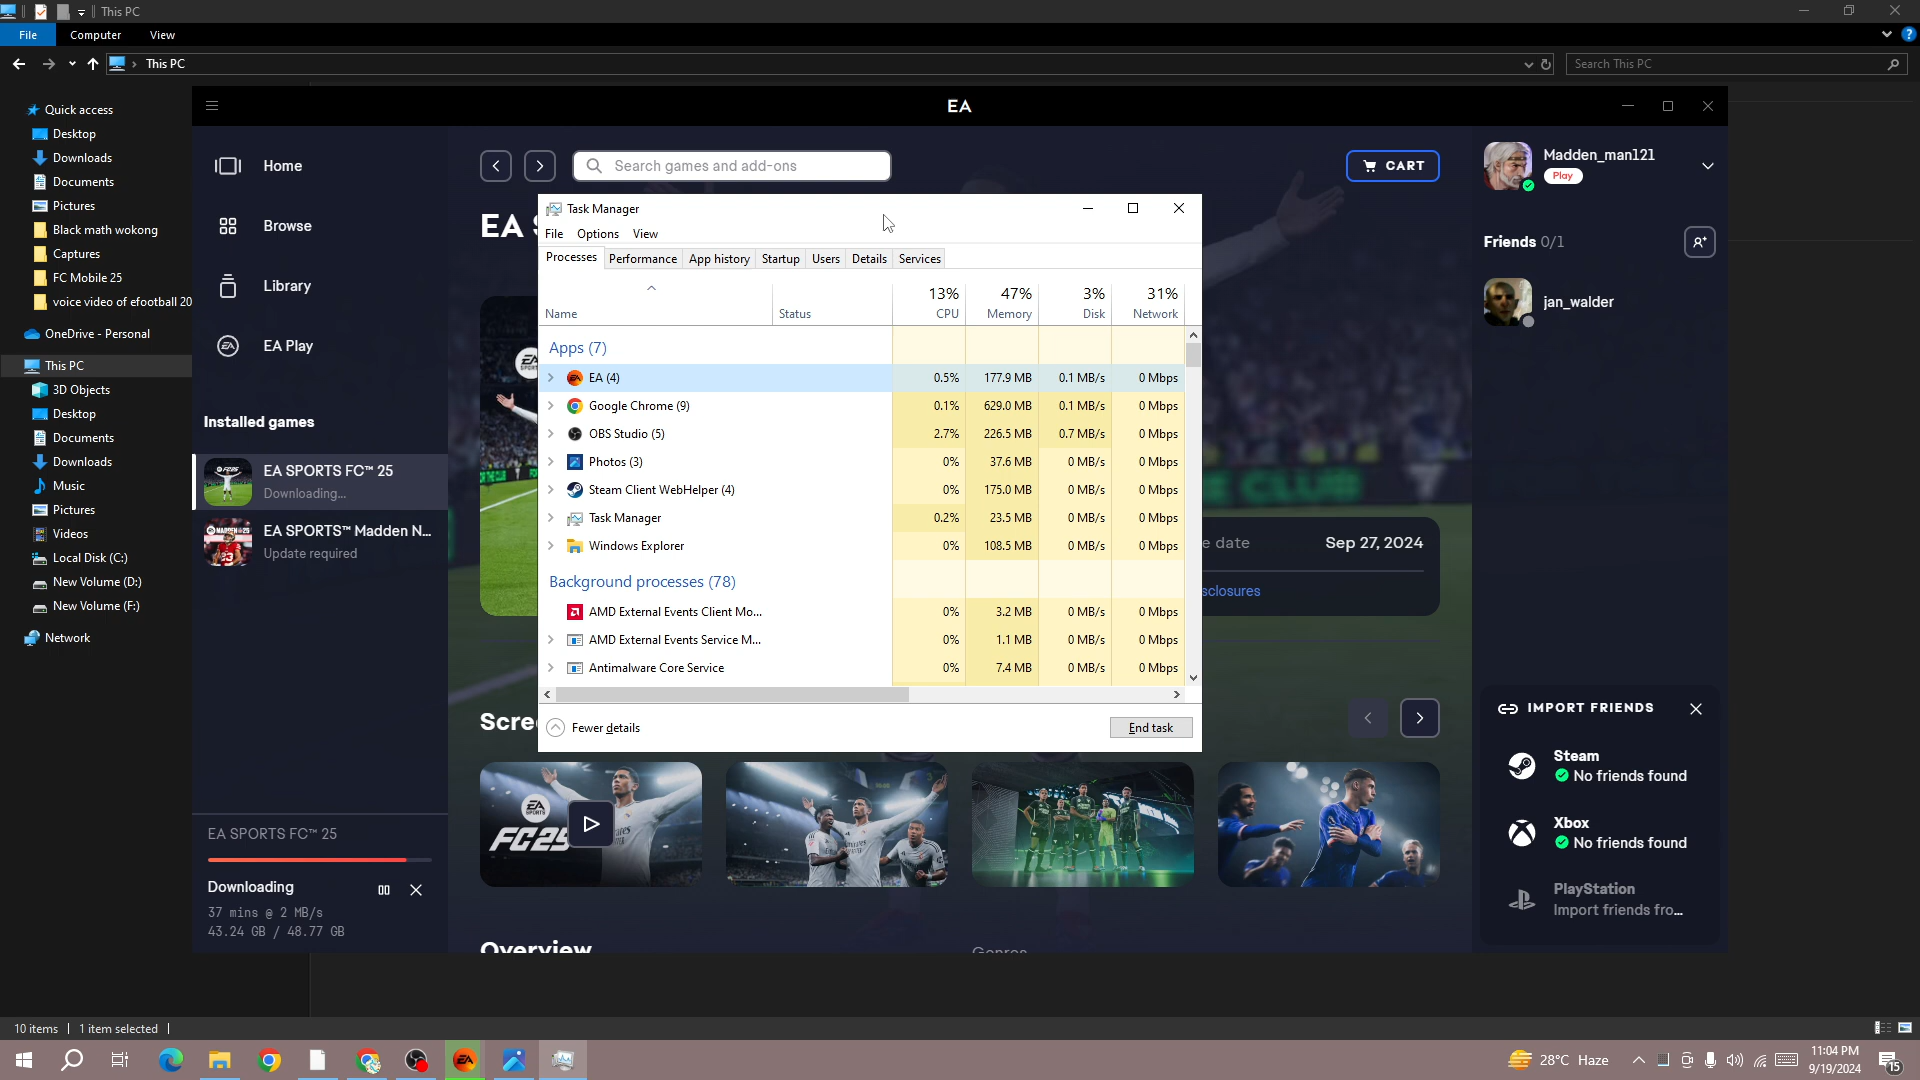 This PC
File
Computer
View
This PC
Search This PC
Quick access
Desktop
Downloads
Documents
Pictures
Black math wokong
Captures
FC Mobile 25
voice video of efootball 20
OneDrive - Personal
This PC
3D Objects
Desktop
Documents
Downloads
Music
Pictures
Videos
Local Disk (C:)
New Volume (D:)
New Volume (F:)
Network
EA
Home
Browse
Library
EA Play
Installed games
EA SPORTS FC™ 25
Downloading...
EA SPORTS™ Madden N...
Update required
EA SPORTS FC™ 25
Downloading
37 mins @ 2 MB/s
43.24 GB / 48.77 GB
Search games and add-ons
CART
EA
Task Manager
File Options View
Processes Performance App history Startup Users Details Services
13% 47% 3% 31%
Name Status CPU Memory Disk Network
Apps (7)
EA (4) 0.5% 177.9 MB 0.1 MB/s 0 Mbps
Google Chrome (9) 0.1% 629.0 MB 0.1 MB/s 0 Mbps
OBS Studio (5) 2.7% 226.5 MB 0.7 MB/s 0 Mbps
Photos (3) 0% 37.6 MB 0 MB/s 0 Mbps
Steam Client WebHelper (4) 0% 175.0 MB 0 MB/s 0 Mbps
Task Manager 0.2% 23.5 MB 0 MB/s 0 Mbps
Windows Explorer 0% 108.5 MB 0 MB/s 0 Mbps
Background processes (78)
AMD External Events Client Mo... 0% 3.2 MB 0 MB/s 0 Mbps
AMD External Events Service M... 0% 1.1 MB 0 MB/s 0 Mbps
Antimalware Core Service 0% 7.4 MB 0 MB/s 0 Mbps
Fewer details
End task
e date Sep 27, 2024
sclosures
E CLUB
Scre
EA SPORTS
FC25
Overview
Genres
Madden_man121
Play
Friends 0/1
jan_walder
IMPORT FRIENDS
Steam
No friends found
Xbox
No friends found
PlayStation
Import friends fro...
10 items
1 item selected
28°C Haze
11:04 PM
9/19/2024
15